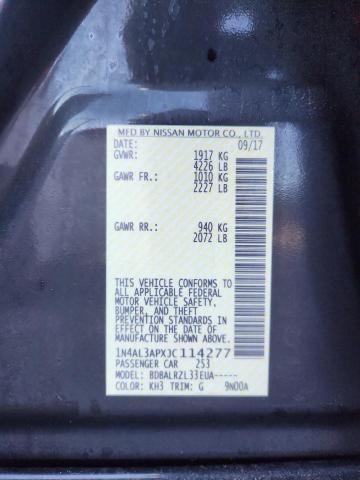 MFD BY NISSAN MOTOR CO., LTD.
DATE: 09/17
GVWR: 1917 KG
4226 LB
GAWR FR: 1010 KG
2227 LB
GAWR RR: 940 KG
2072 LB
THIS VEHICLE CONFORMS TO
ALL APPLICABLE FEDERAL
MOTOR VEHICLE SAFETY,
BUMPER, AND THEFT
PREVENTION STANDARDS
IN EFFECT ON THE DATE OF
MANUFACTURE SHOWN ABOVE.
1N4AL3APXJC114277
PASSENGER CAR 253
MODEL: BDBALRZL33EUA-----
COLOR: KH3 TRIM: G 9N00A